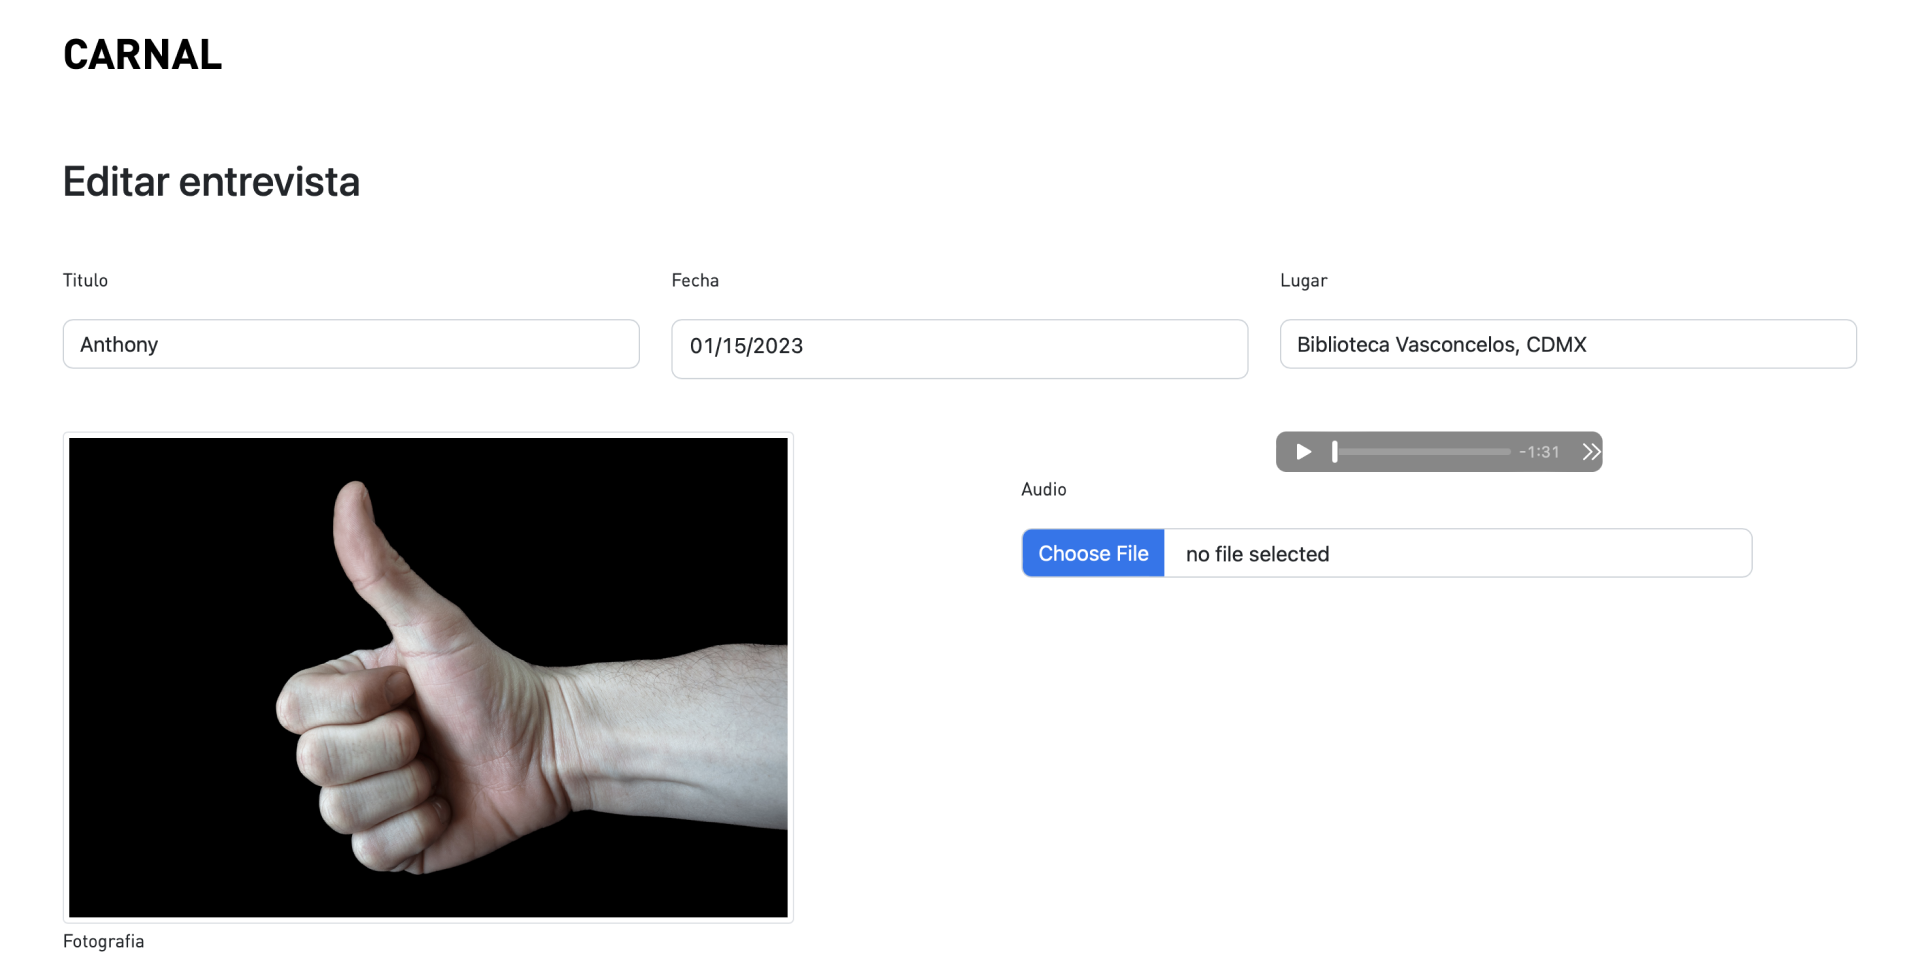 CARNAL
Editar entrevista
Titulo
Fecha
Lugar
Anthony
01/15/2023
Biblioteca Vasconcelos, CDMX
-1:31
Audio
Choose File
no file selected
Fotografia